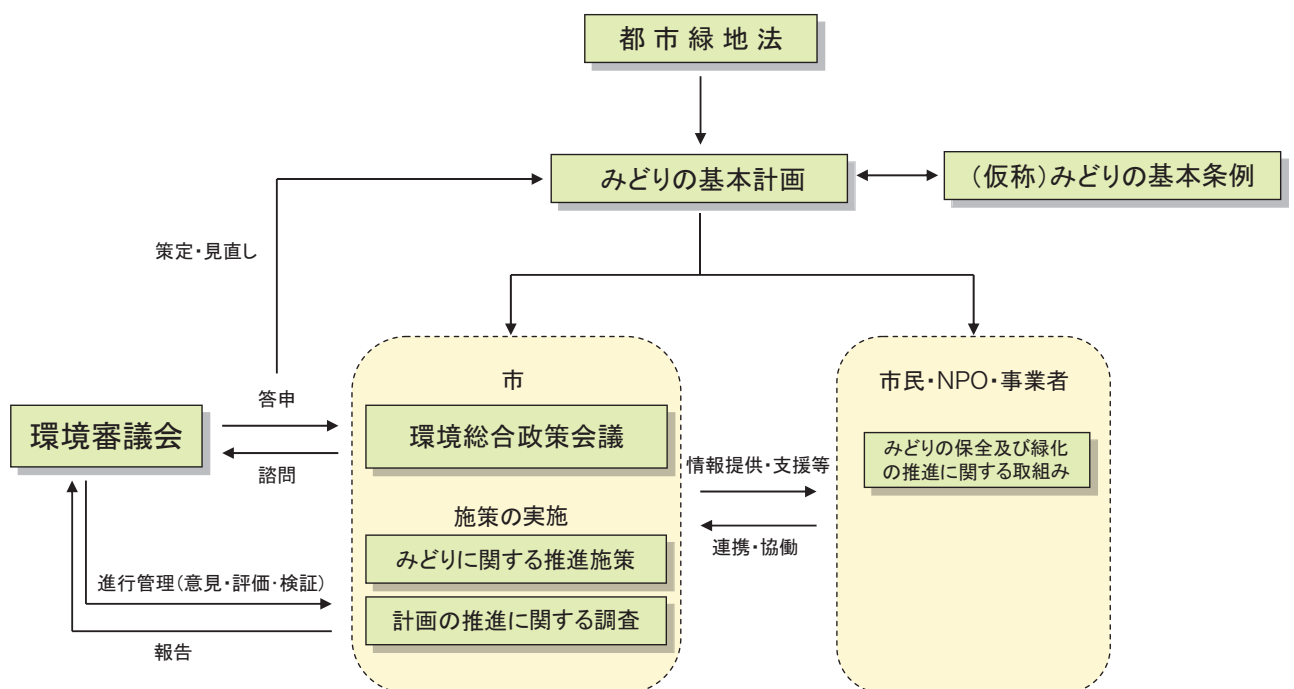 都市緑地法
みどりの基本計画
(仮称)みどりの基本条例
策定・見直し
市
市民・NPO・事業者
答申
環境審議会
環境総合政策会議
みどりの保全及び緑化
の推進に関する取組み
諮問
情報提供・支援等
施策の実施
連携・協働
みどりに関する推進施策
進行管理(意見・評価・検証)
計画の推進に関する調査
報告